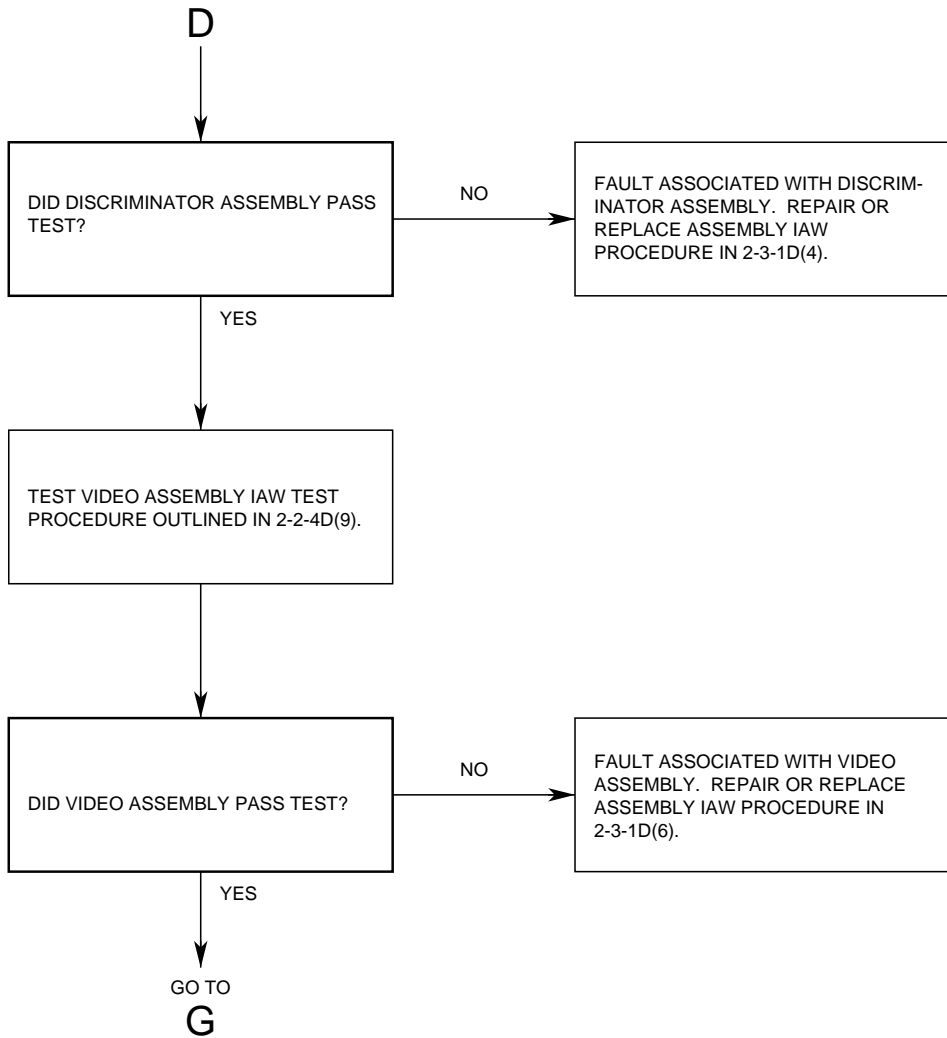 D
DID DISCRIMINATOR ASSEMBLY PASS
TEST?
NO
FAULT ASSOCIATED WITH DISCRIM-
INATOR ASSEMBLY.  REPAIR OR
REPLACE ASSEMBLY IAW
PROCEDURE IN 2-3-1D(4).
YES
TEST VIDEO ASSEMBLY IAW TEST
PROCEDURE OUTLINED IN 2-2-4D(9).
DID VIDEO ASSEMBLY PASS TEST?
NO
FAULT ASSOCIATED WITH VIDEO
ASSEMBLY.  REPAIR OR REPLACE
ASSEMBLY IAW PROCEDURE IN
2-3-1D(6).
YES
GO TO
G